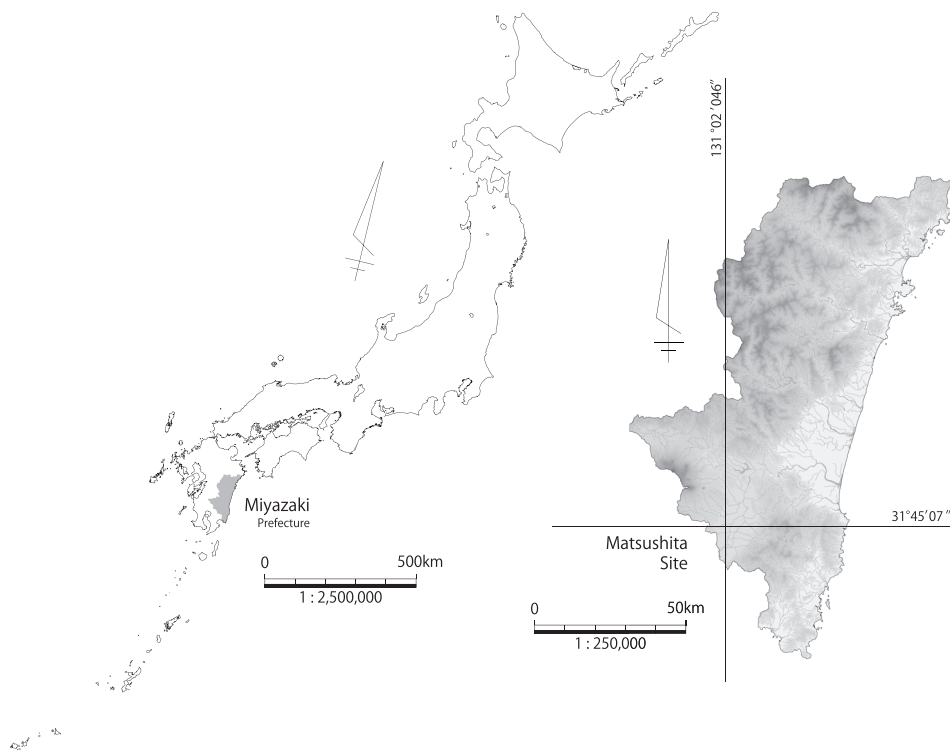 131°02′046″
Miyazaki
Prefecture
0 500km
1 : 2,500,000
31°45′07″
Matsushita
Site
0 50km
1 : 250,000